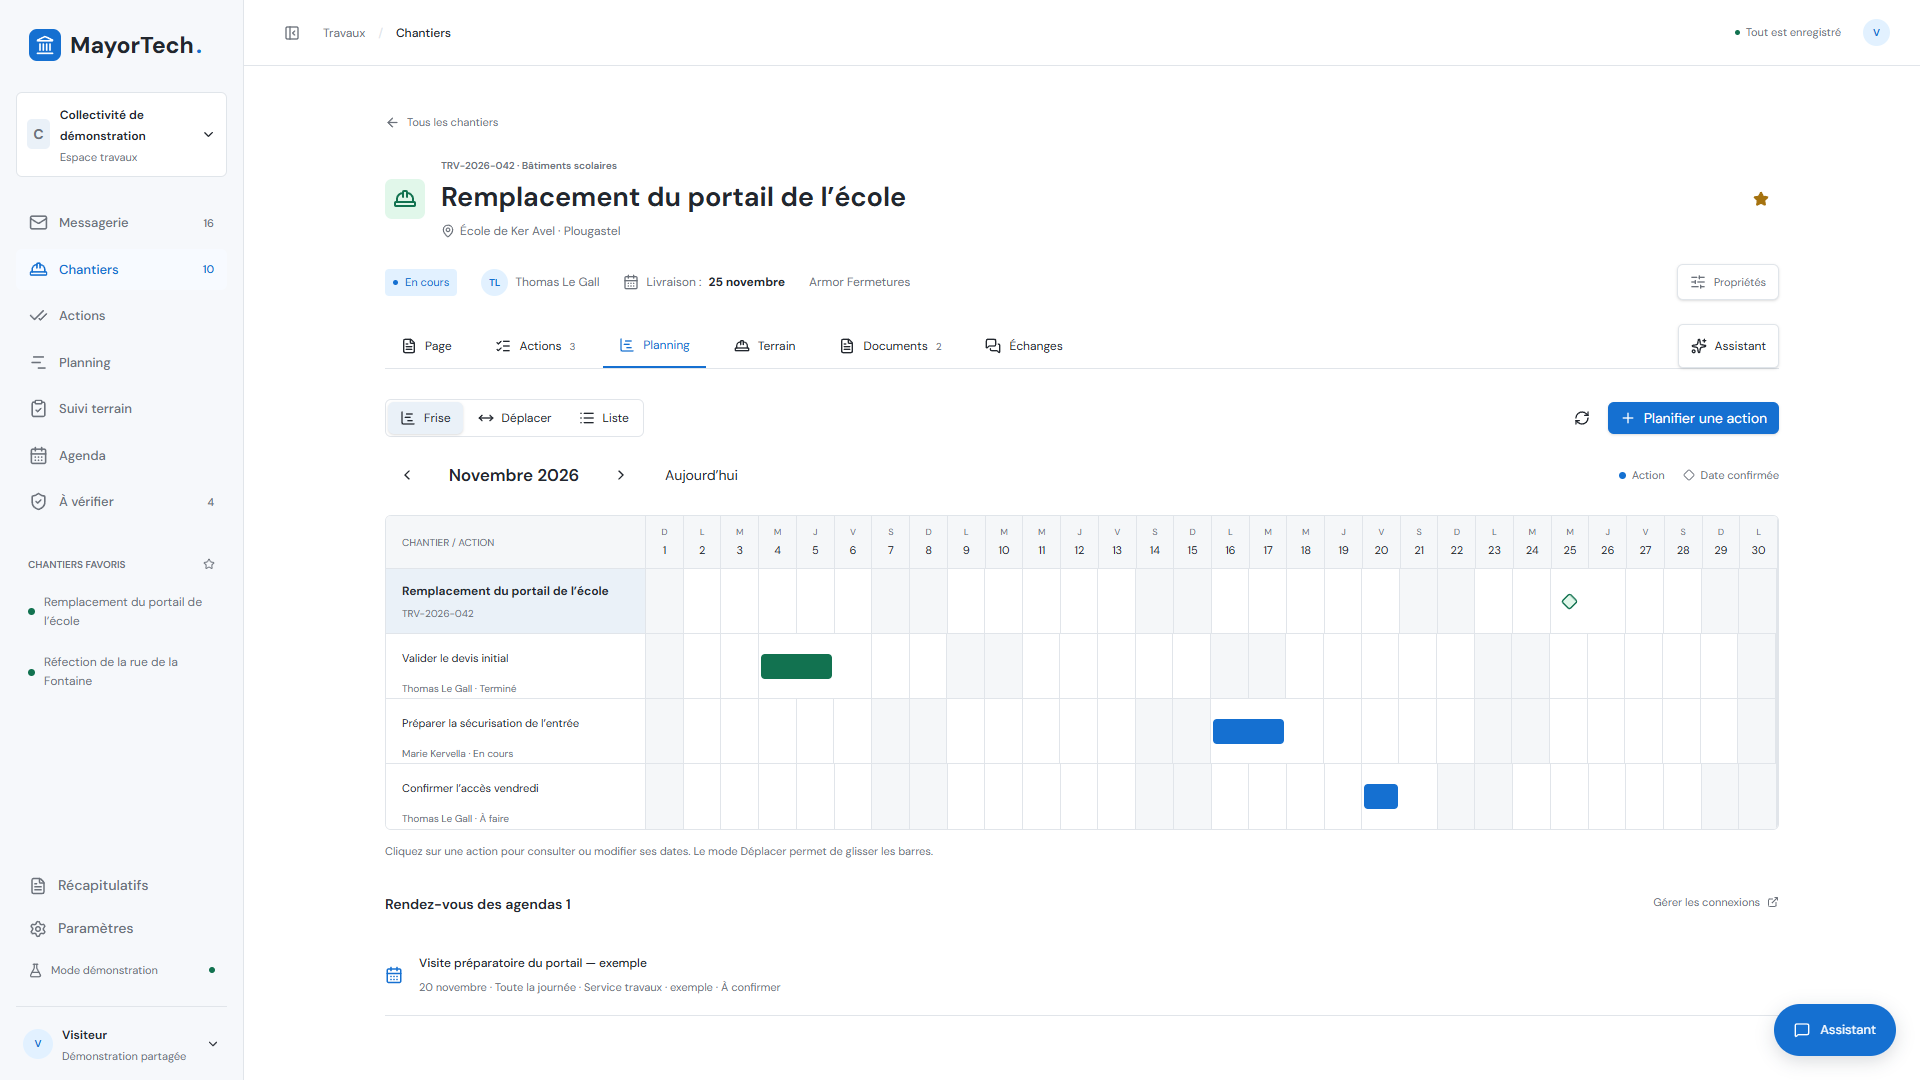 MayorTech.
Travaux / Chantiers
Tout est enregistré
V
C
Collectivité de
démonstration
Espace travaux
Messagerie 16
Chantiers 10
Actions
Planning
Suivi terrain
Agenda
À vérifier 4
CHANTIERS FAVORIS
Remplacement du portail de
l’école
Réfection de la rue de la
Fontaine
Récapitulatifs
Paramètres
Mode démonstration
V
Visiteur
Démonstration partagée
Tous les chantiers
TRV-2026-042 · Bâtiments scolaires
Remplacement du portail de l’école
École de Ker Avel · Plougastel
En cours TL Thomas Le Gall Livraison : 25 novembre Armor Fermetures Propriétés
Page Actions 3 Planning Terrain Documents 2 Échanges Assistant
Frise Déplacer Liste Planifier une action
Novembre 2026 Aujourd’hui Action Date confirmée
CHANTIER / ACTION
D L M M J V S D L M M J V S D L M M J V S D L M M J V S D L
1 2 3 4 5 6 7 8 9 10 11 12 13 14 15 16 17 18 19 20 21 22 23 24 25 26 27 28 29 30
Remplacement du portail de l’école
TRV-2026-042
Valider le devis initial
Thomas Le Gall · Terminé
Préparer la sécurisation de l’entrée
Marie Kervella · En cours
Confirmer l’accès vendredi
Thomas Le Gall · À faire
Cliquez sur une action pour consulter ou modifier ses dates. Le mode Déplacer permet de glisser les barres.
Rendez-vous des agendas 1 Gérer les connexions
Visite préparatoire du portail — exemple
20 novembre · Toute la journée · Service travaux · exemple · À confirmer
Assistant